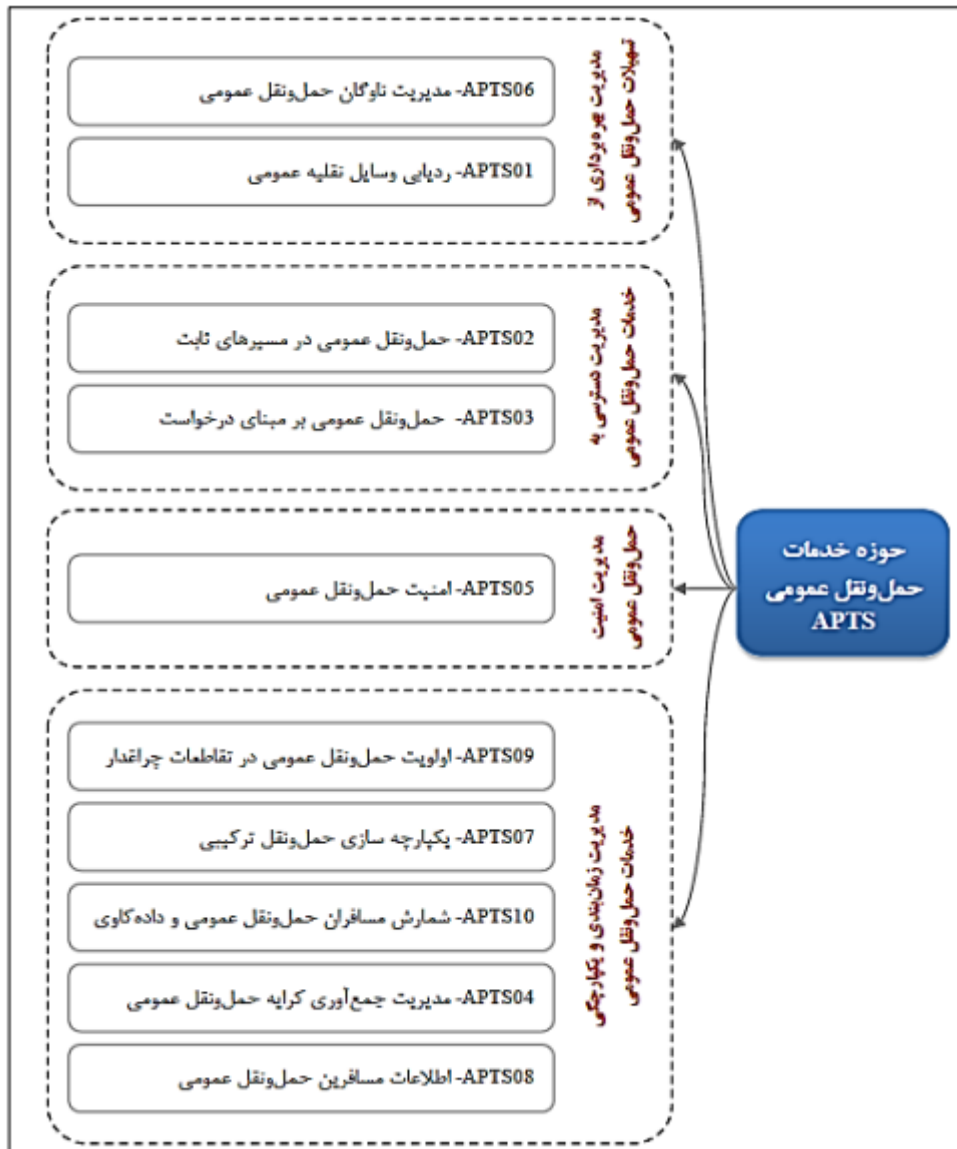 حوزه خدمات
حمل‌ونقل عمومی
APTS
مدیریت بهره‌برداری از
تسهیلات حمل‌ونقل عمومی
APTS06- مدیریت ناوگان حمل‌ونقل عمومی
APTS01- ردیابی وسایل نقلیه عمومی
مدیریت دسترسی به
خدمات حمل‌ونقل عمومی
APTS02- حمل‌ونقل عمومی در مسیرهای ثابت
APTS03- حمل‌ونقل عمومی بر مبنای درخواست
مدیریت امنیت
حمل‌ونقل عمومی
APTS05- امنیت حمل‌ونقل عمومی
مدیریت زمان‌بندی و یکپارچگی
خدمات حمل‌ونقل عمومی
APTS09- اولویت حمل‌ونقل عمومی در تقاطعات چراغدار
APTS07- یکپارچه سازی حمل‌ونقل ترکیبی
APTS10- شمارش مسافران حمل‌ونقل عمومی و داده‌کاوی
APTS04- مدیریت جمع‌آوری کرایه حمل‌ونقل عمومی
APTS08- اطلاعات مسافرین حمل‌ونقل عمومی